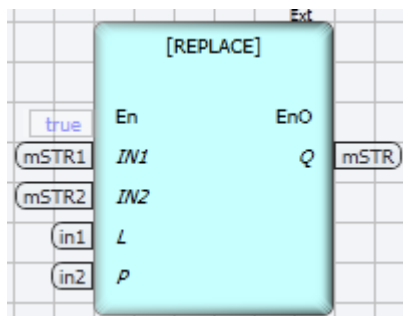 Ext
[REPLACE]
true En EnO
mSTR1 IN1 Q mSTR
mSTR2 IN2
in1 L
in2 P